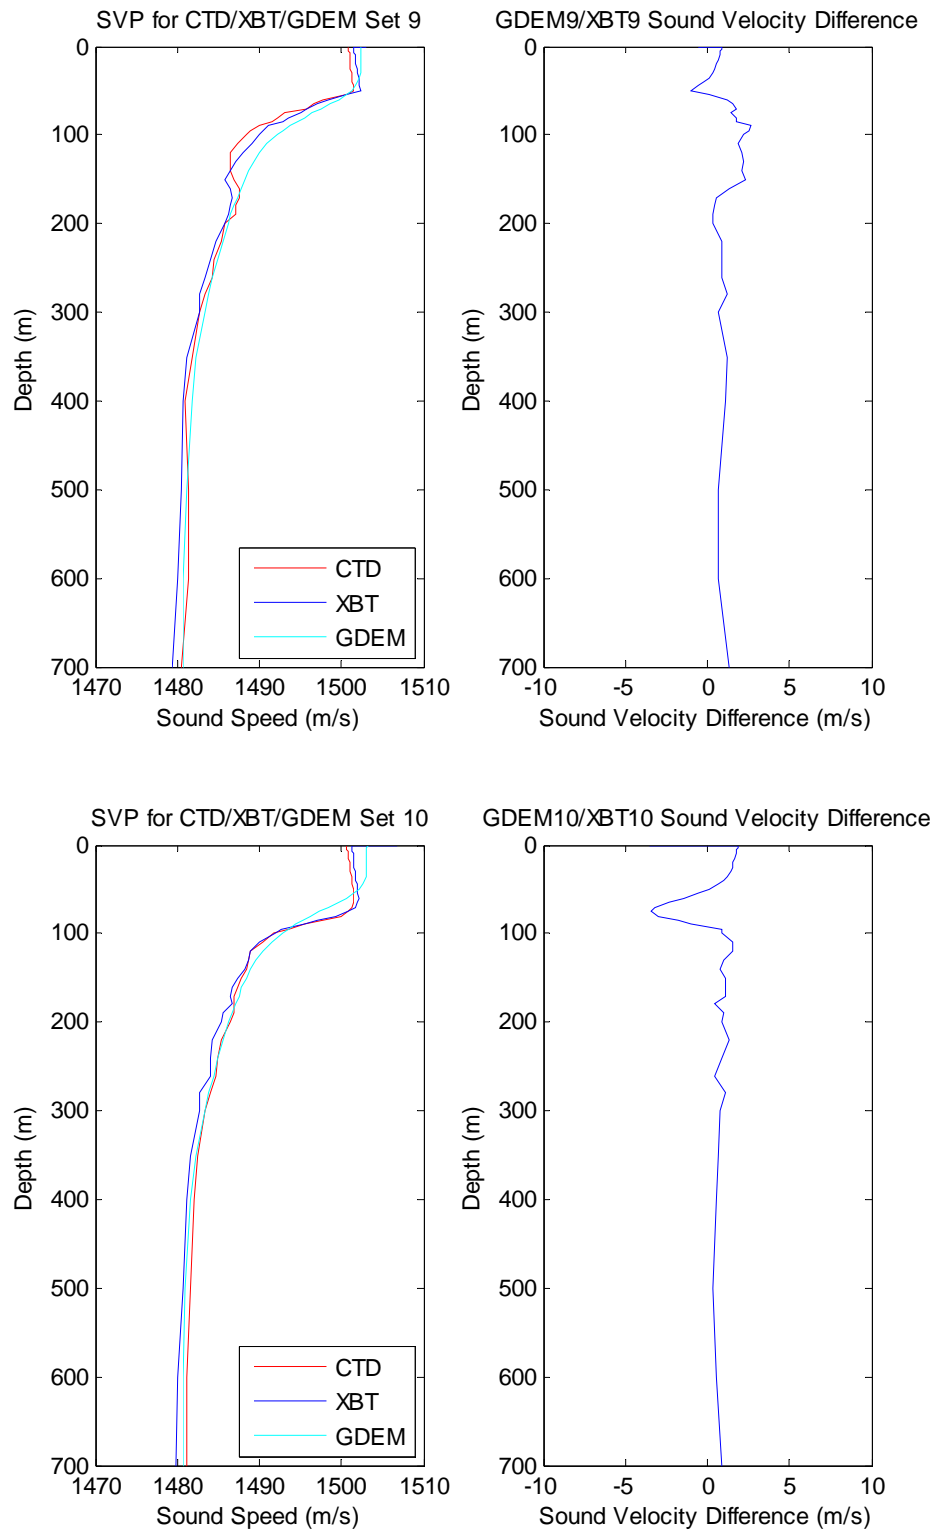 SVP for CTD/XBT/GDEM Set 9
0
100
200
300
400
500
600
700
Depth (m)
CTD
XBT
GDEM
1470 1480 1490 1500 1510
Sound Speed (m/s)
GDEM9/XBT9 Sound Velocity Difference
0
100
200
300
400
500
600
700
Depth (m)
-10 -5 0 5 10
Sound Velocity Difference (m/s)
SVP for CTD/XBT/GDEM Set 10
0
100
200
300
400
500
600
700
Depth (m)
CTD
XBT
GDEM
1470 1480 1490 1500 1510
Sound Speed (m/s)
GDEM10/XBT10 Sound Velocity Difference
0
100
200
300
400
500
600
700
Depth (m)
-10 -5 0 5 10
Sound Velocity Difference (m/s)